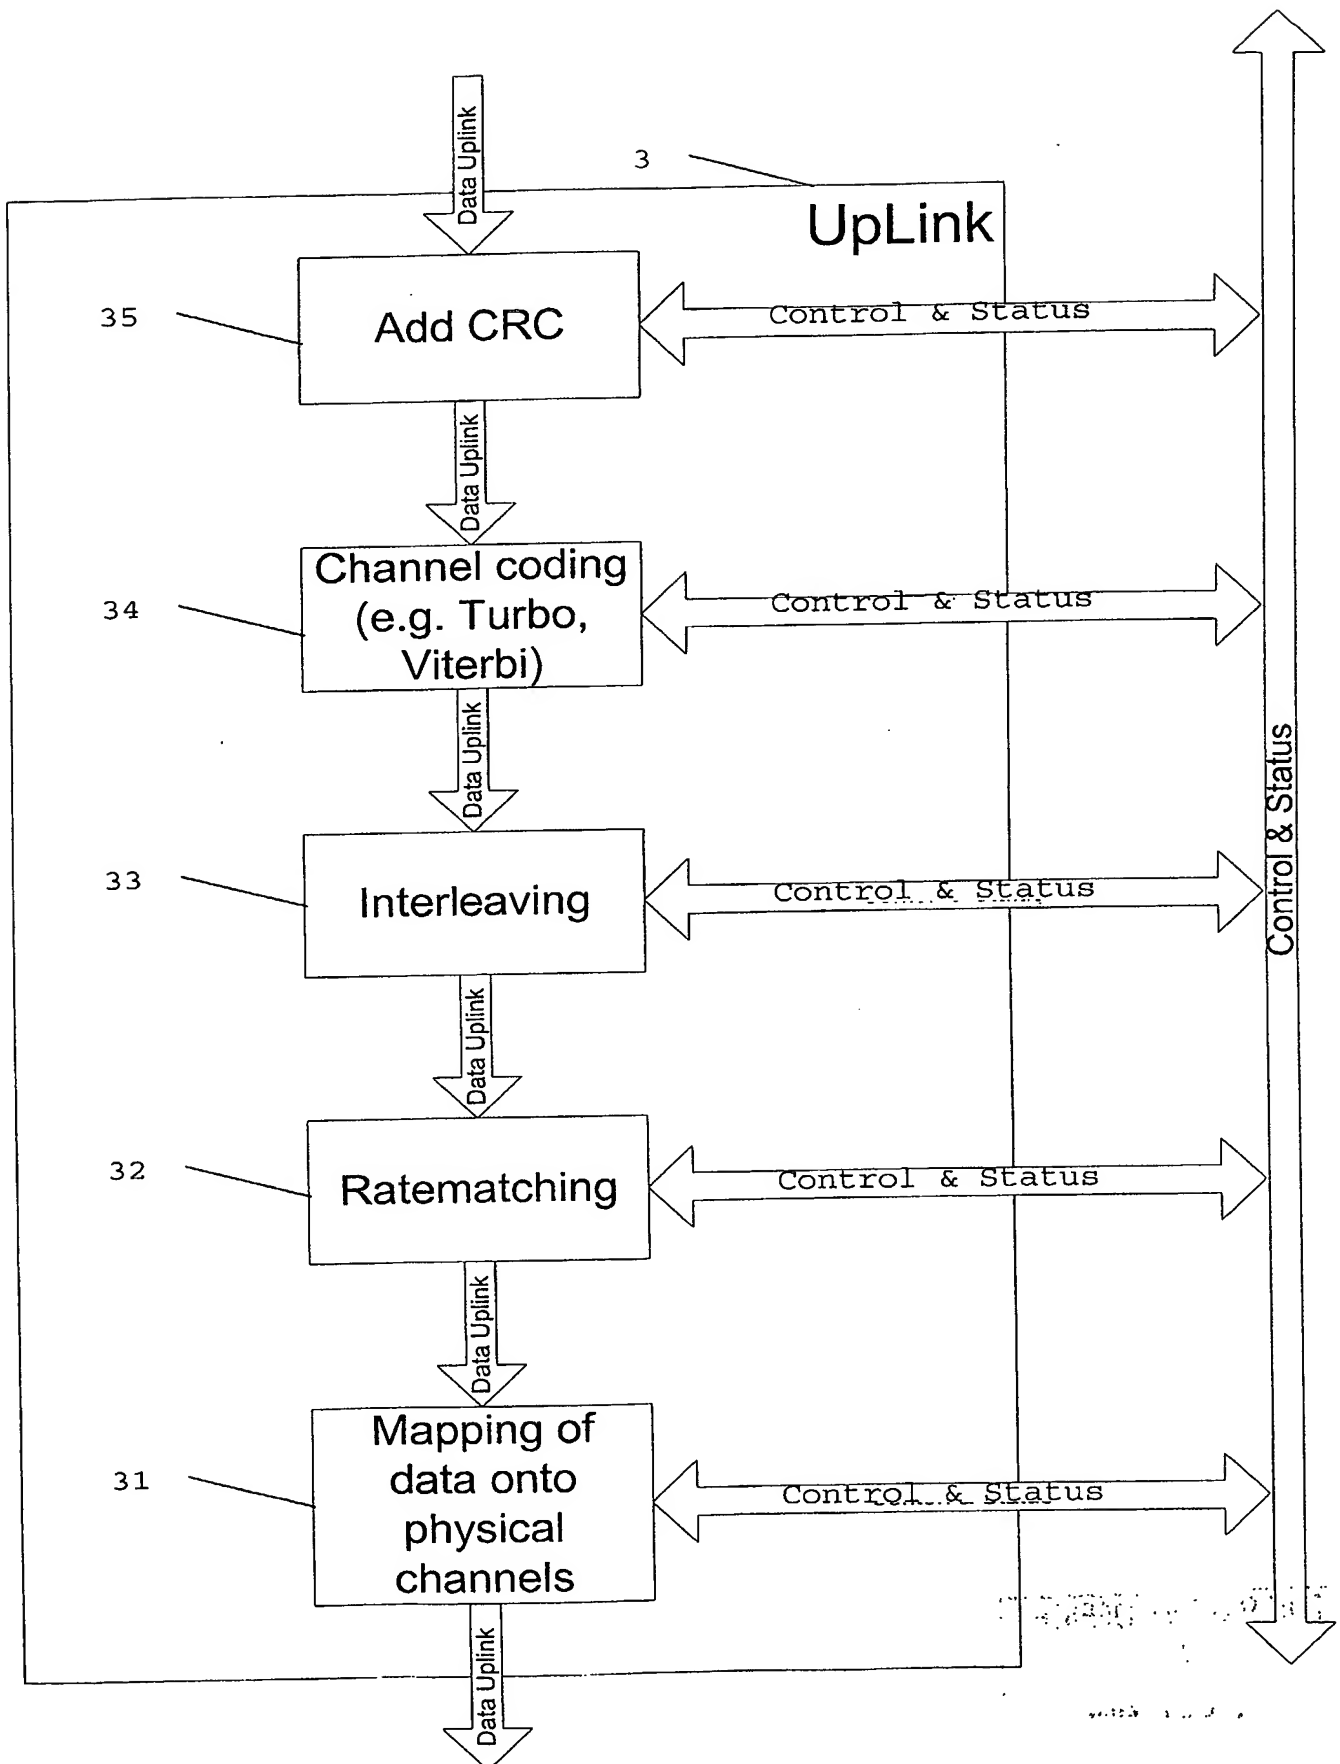 Data Uplink
3
UpLink
35
Add CRC
Control & Status
Data Uplink
34
Channel coding
(e.g. Turbo,
Viterbi)
Control & Status
Data Uplink
Control & Status
33
Interleaving
Control & Status
Data Uplink
32
Ratematching
Control & Status
Data Uplink
31
Mapping of
data onto
physical
channels
Control & Status
Data Uplink